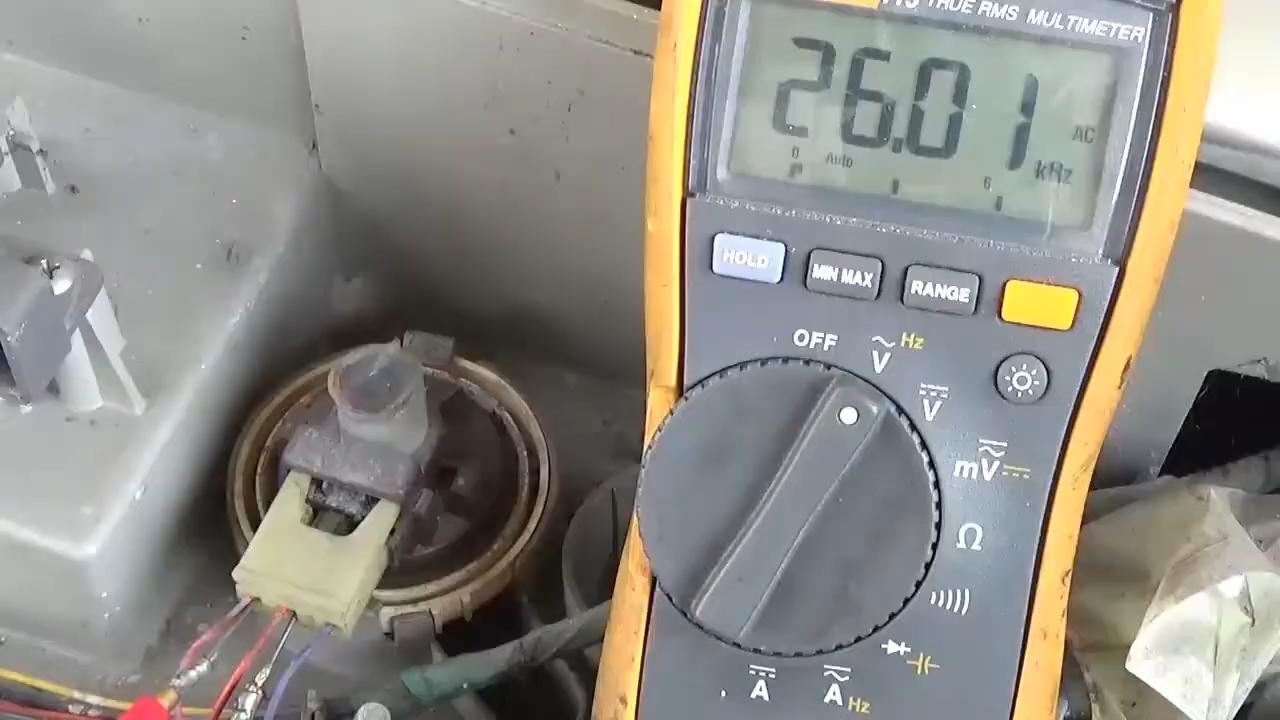 TRUE RMS MULTIMETER
26.01
AC
kHz
0
Auto
6
HOLD
MIN MAX
RANGE
OFF
Hz
V
V
mV
Ω
A
A
Hz